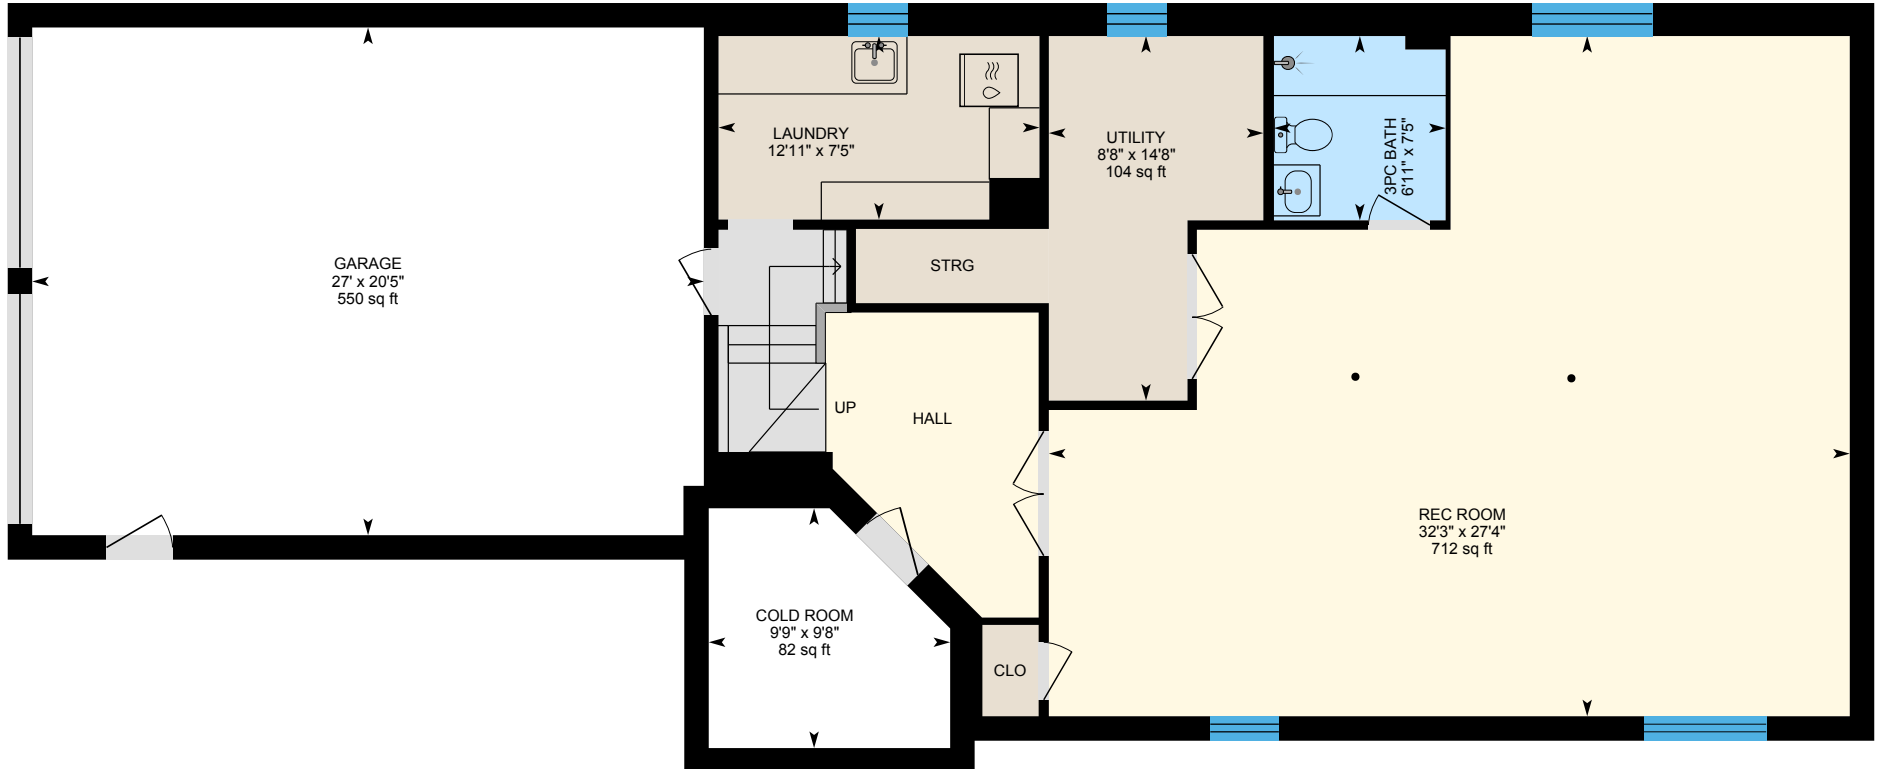 LAUNDRY
12'11" x 7'5"
UTILITY
8'8" x 14'8"
104 sq ft
3PC BATH
6'11" x 7'5"
GARAGE
27' x 20'5"
550 sq ft
STRG
UP
HALL
REC ROOM
32'3" x 27'4"
712 sq ft
COLD ROOM
9'9" x 9'8"
82 sq ft
CLO